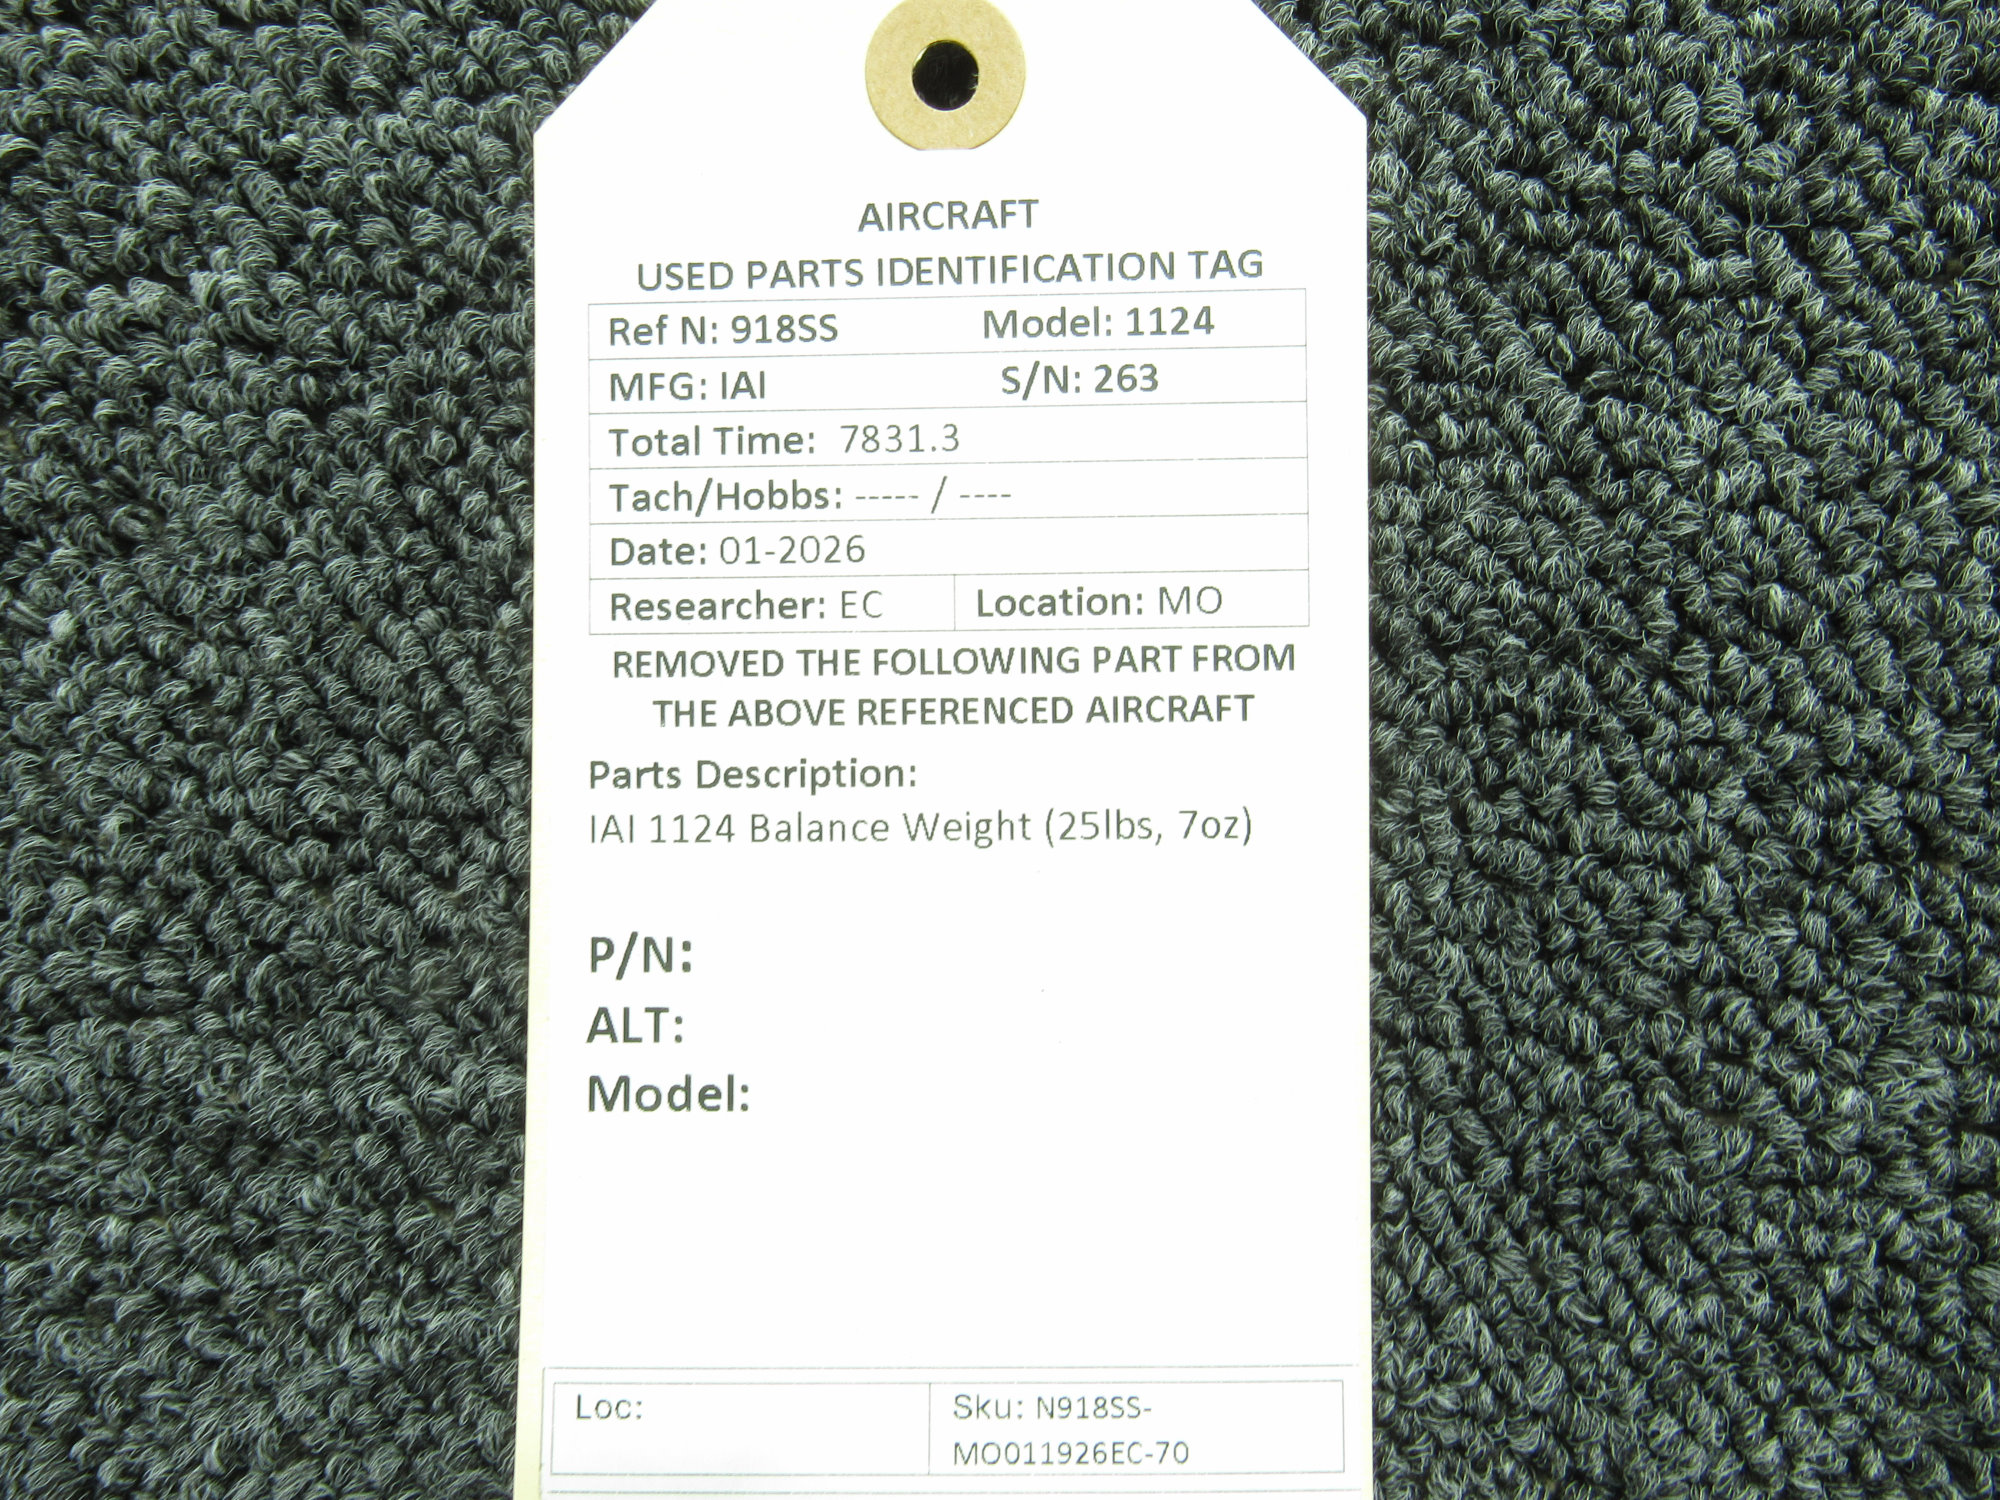 AIRCRAFT
USED PARTS IDENTIFICATION TAG
Ref N: 918SS Model: 1124
MFG: IAI S/N: 263
Total Time: 7831.3
Tach/Hobbs: ----- / ----
Date: 01-2026
Researcher: EC Location: MO
REMOVED THE FOLLOWING PART FROM
THE ABOVE REFERENCED AIRCRAFT
Parts Description:
IAI 1124 Balance Weight (25lbs, 7oz)
P/N:
ALT:
Model:
Loc: Sku: N918SS-
MO011926EC-70